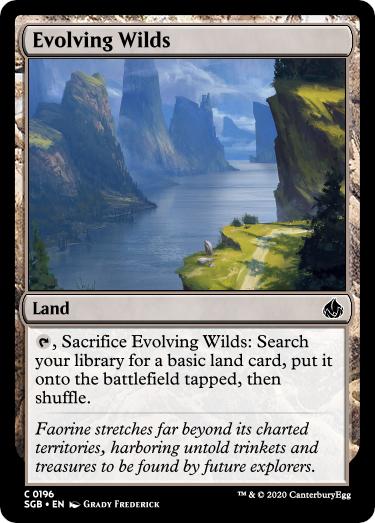 Evolving Wilds
Land
, Sacrifice Evolving Wilds: Search
your library for a basic land card, put it
onto the battlefield tapped, then
shuffle.
Faorine stretches far beyond its charted
territories, harboring untold trinkets and
treasures to be found by future explorers.
C 0196
SGB • EN Grady Frederick
™ & © 2020 CanterburyEgg